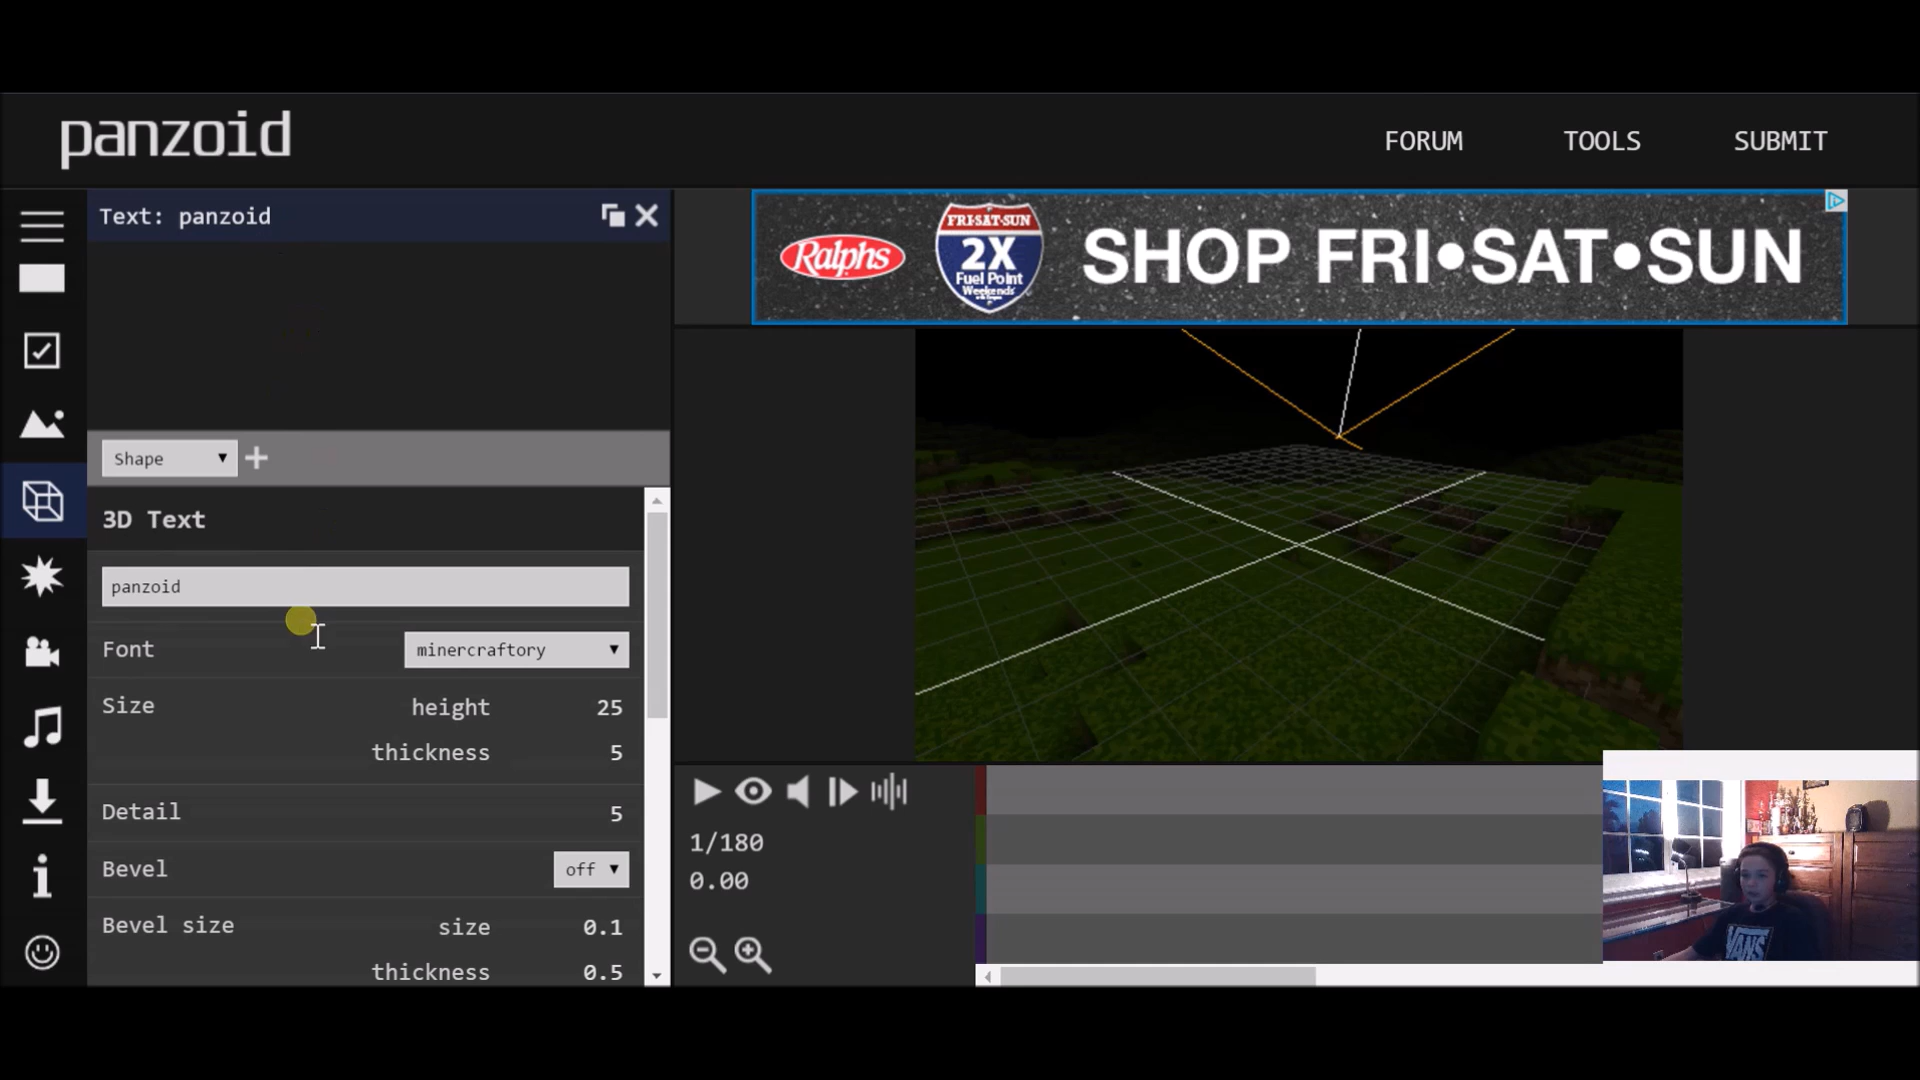 panzoid
FORUM TOOLS SUBMIT
Text: panzoid
Ralphs
FRI•SAT•SUN
2X
Fuel Point
Weekends
SHOP FRI•SAT•SUN
Shape
3D Text
panzoid
Font minercraftory
Size height 25
thickness 5
Detail 5
Bevel off
Bevel size size 0.1
thickness 0.5
1/180
0.00
VANS